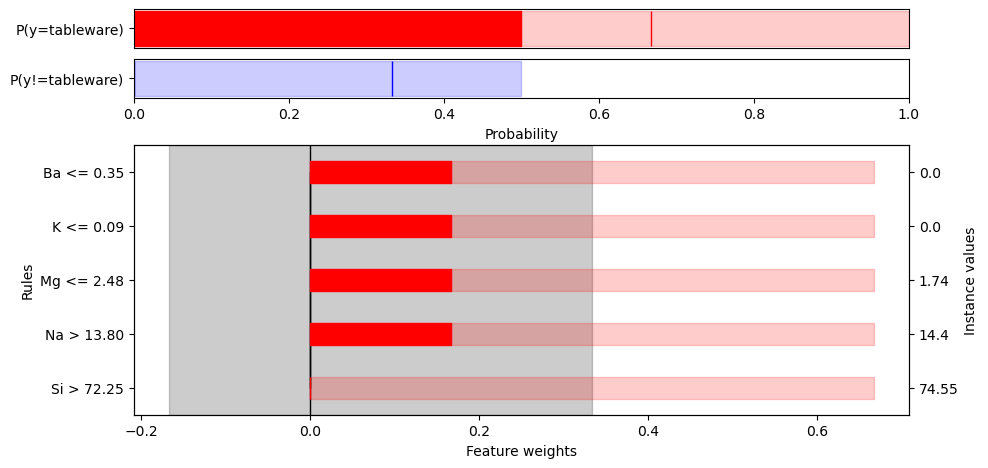 P(y=tableware)
P(y!=tableware)
0.0 0.2 0.4 0.6 0.8 1.0
Probability
Ba <= 0.35 0.0
K <= 0.09 0.0
Mg <= 2.48 1.74
Na > 13.80 14.4
Si > 72.25 74.55
Rules
Instance values
−0.2 0.0 0.2 0.4 0.6
Feature weights